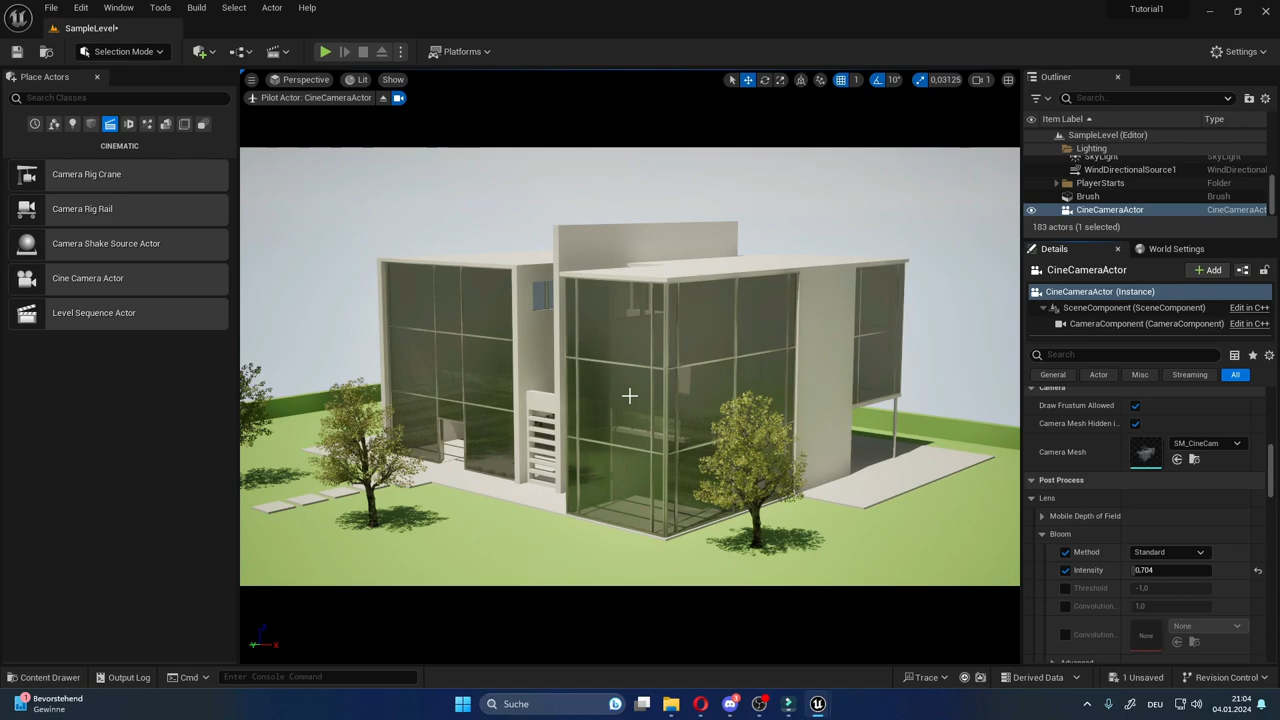 File Edit Window Tools Build Select Actor Help
Tutorial1
SampleLevel•
Selection Mode
Platforms
Settings
Place Actors
Search Classes
CINEMATIC
Camera Rig Crane
Camera Rig Rail
Camera Shake Source Actor
Cine Camera Actor
Level Sequence Actor
Perspective Lit Show
1 10° 0,03125 1
Pilot Actor: CineCameraActor
Outliner
Search...
Item Label Type
SampleLevel (Editor)
Lighting
SkyLight SkyLight
WindDirectionalSource1 WindDirectional
PlayerStarts Folder
Brush Brush
CineCameraActor CineCameraAct
183 actors (1 selected)
Details World Settings
CineCameraActor
Add
CineCameraActor (Instance)
SceneComponent (SceneComponent) Edit in C++
CameraComponent (CameraComponent) Edit in C++
Search
General Actor Misc Streaming All
Camera
Draw Frustum Allowed
Camera Mesh Hidden i
Camera Mesh SM_CineCam
Post Process
Lens
Mobile Depth of Field
Bloom
Method Standard
Intensity 0,704
Threshold -1,0
Convolution... 1,0
Convolution... None None
Advanced
Z
Y X
Content Drawer Output Log Cmd Enter Console Command
Trace Derived Data 1 Unsaved Revision Control
1 Bevorstehend
Gewinne
Suche
DEU
21:04
04.01.2024